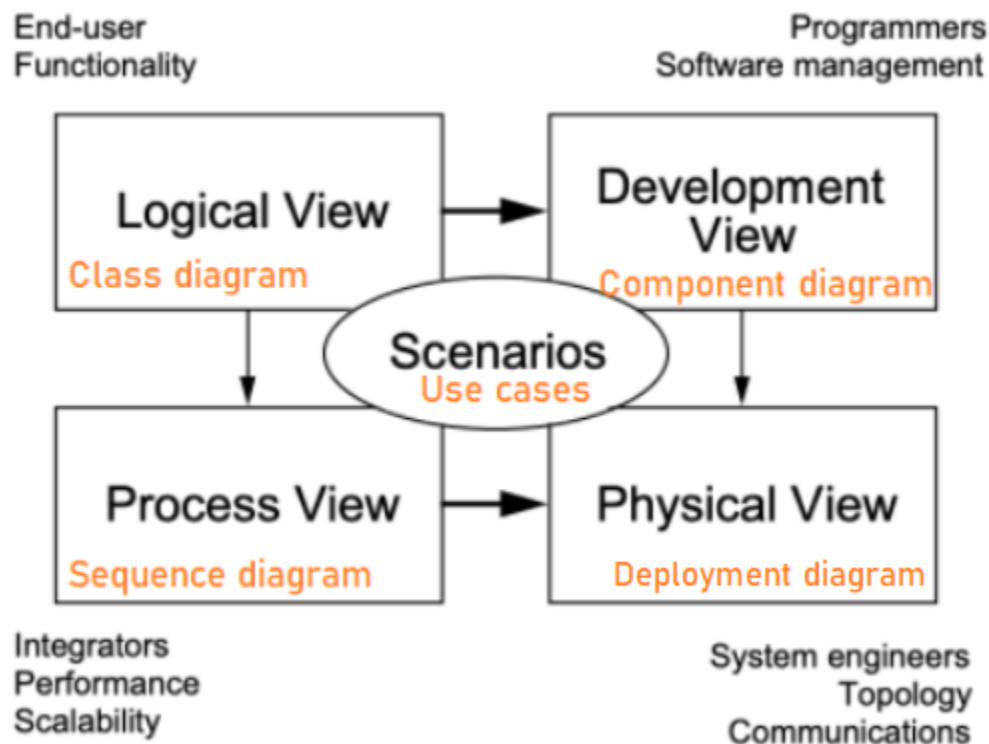 End-user
Functionality
Programmers
Software management
Logical View
Class diagram
Development
View
Component diagram
Scenarios
Use cases
Process View
Sequence diagram
Physical View
Deployment diagram
Integrators
Performance
Scalability
System engineers
Topology
Communications